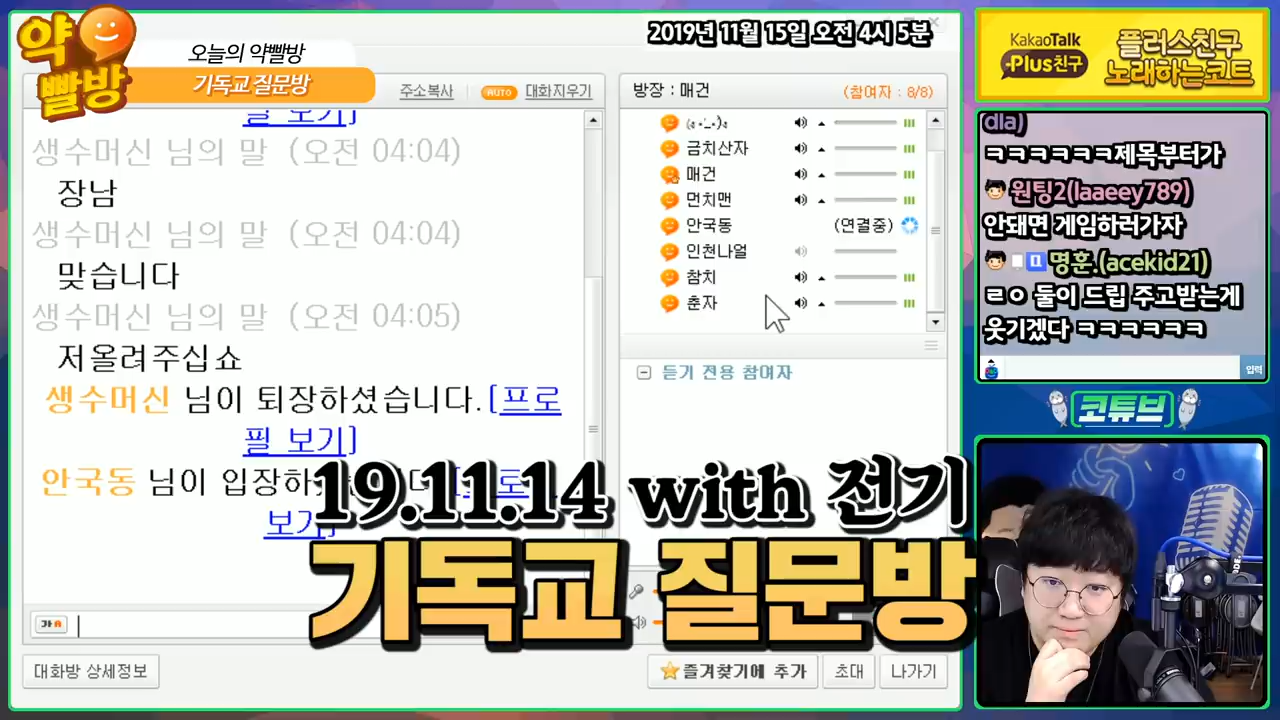 약빵방
오늘의 약빨방
기독교 질문방
2019년 11월 15일 오전 4시 5분
주소복사
AUTO 대화지우기
필 보기]
생수머신 님의 말 (오전 04:04)
장남
생수머신 님의 말 (오전 04:04)
맞습니다
생수머신 님의 말 (오전 04:05)
저올려주십쇼
생수머신 님이 퇴장하셨습니다.[프로
필 보기]
안국동 님이 입장하
보기]
방장 : 매건
(참여자 : 8/8)
금치산자
매건
먼치맨
안국동 (연결중)
인천나얼
참치
춘자
듣기 전용 참여자
19.11.14 with 전기
기독교 질문방
가
대화방 상세정보
즐겨찾기에 추가
초대
나가기
KakaoTalk
Plus친구
플러스친구
노래하는코트
dla)
ㅋㅋㅋㅋㅋㅋ제목부터가
원팅2(laaeey789)
안돼면 게임하러가자
명훈.(acekid21)
ㄹㅇ 둘이 드립 주고받는게
웃기겠다 ㅋㅋㅋㅋㅋㅋ
입력
코튜브